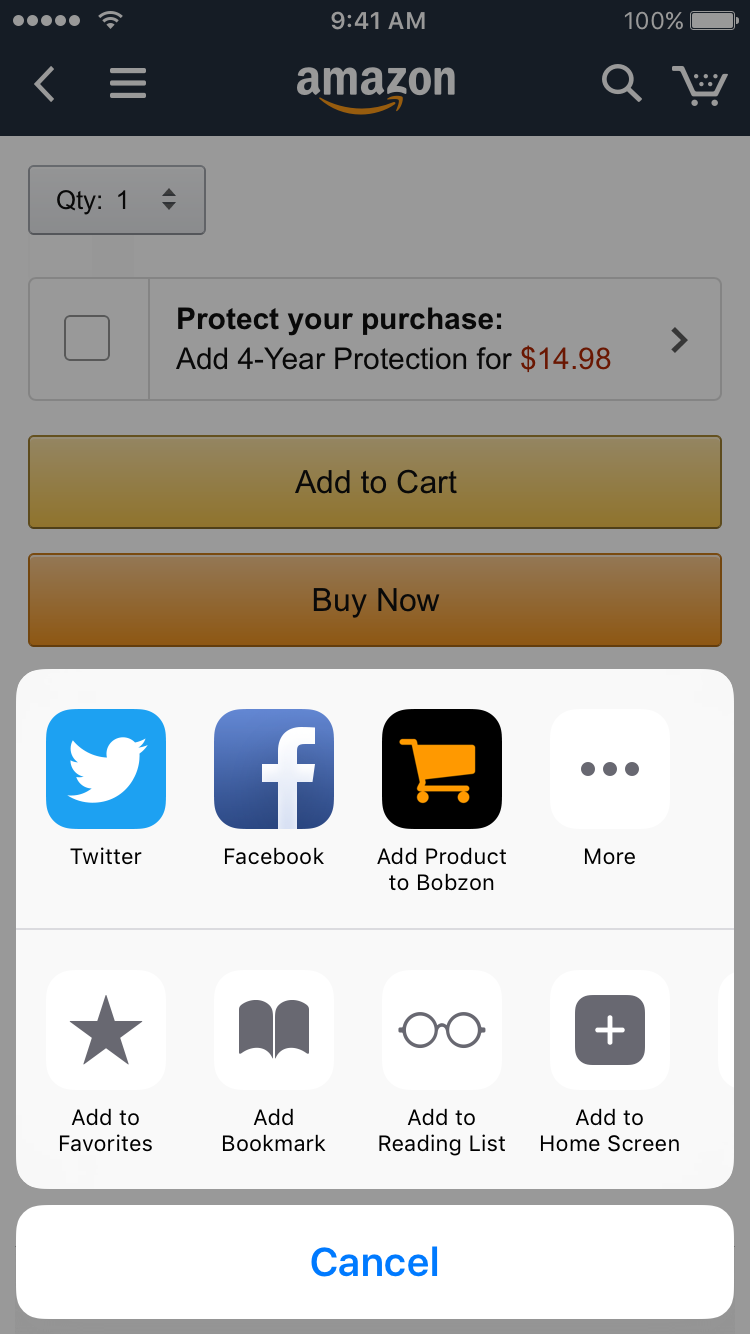 9:41 AM
100%
amazon
Qty: 1
Protect your purchase:
Add 4-Year Protection for $14.98
Add to Cart
Buy Now
Twitter
Facebook
Add Product
to Bobzon
More
Add to
Favorites
Add
Bookmark
Add to
Reading List
Add to
Home Screen
Cancel